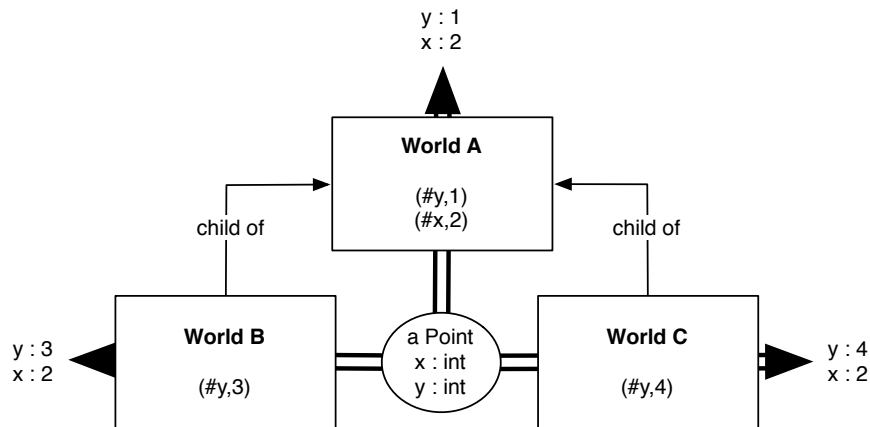 y : 1
x : 2
World A
(#y,1)
(#x,2)
child of
child of
World B
(#y,3)
y : 3
x : 2
a Point
x : int
y : int
World C
(#y,4)
y : 4
x : 2